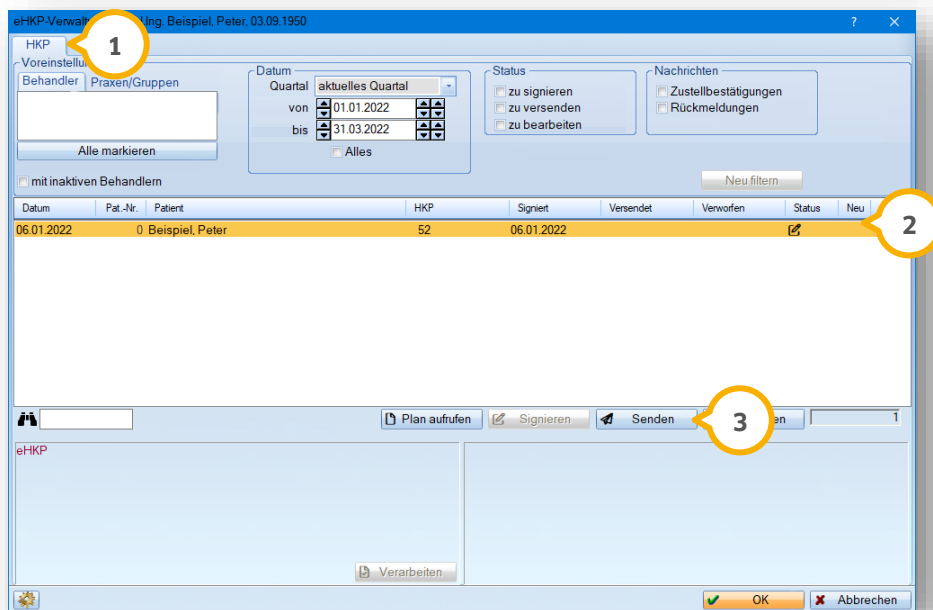 eHKP-Verwalt Ing. Beispiel, Peter, 03.09.1950 ?
HKP
1
Voreinstellu
Behandler Praxen/Gruppen
Alle markieren
mit inaktiven Behandlern
Datum
Quartal aktuelles Quartal
von 01.01.2022
bis 31.03.2022
Alles
Status
zu signieren
zu versenden
zu bearbeiten
Nachrichten
Zustellbestätigungen
Rückmeldungen
Neu filtern
Datum Pat.-Nr. Patient HKP Signiert Versendet Verworfen Status Neu
06.01.2022 0 Beispiel, Peter 52 06.01.2022
2
Plan aufrufen Signieren Senden en 1
3
eHKP
Verarbeiten
OK Abbrechen